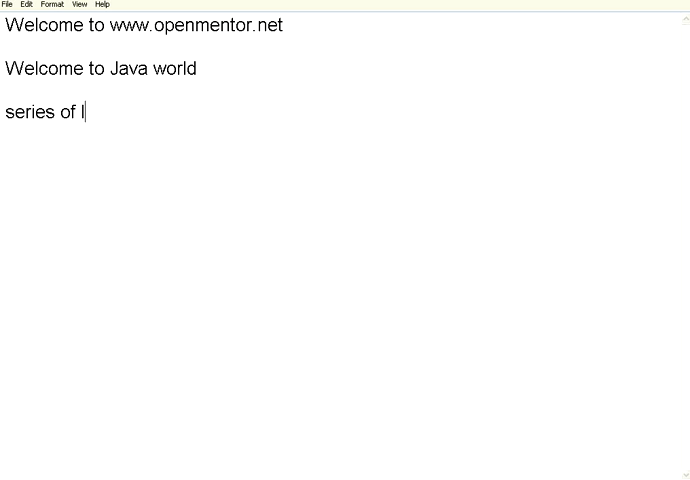 File Edit Format View Help
Welcome to www.openmentor.net
Welcome to Java world
series of l